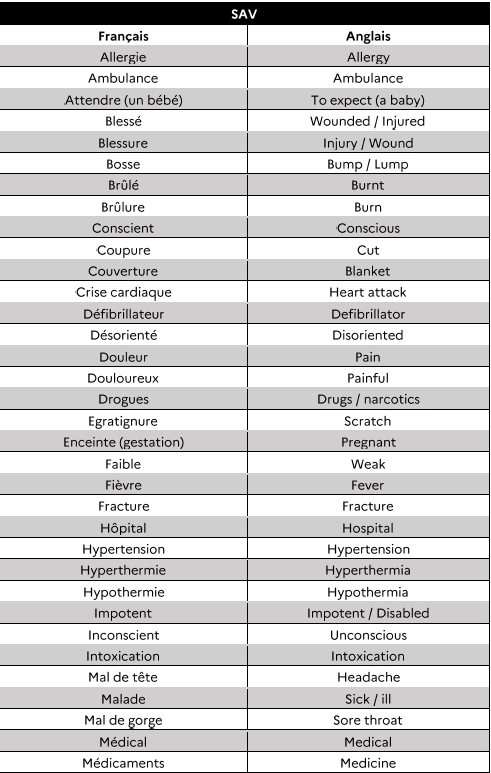 SAV
Français Anglais
Allergie Allergy
Ambulance Ambulance
Attendre (un bébé) To expect (a baby)
Blessé Wounded / Injured
Blessure Injury / Wound
Bosse Bump / Lump
Brûlé Burnt
Brûlure Burn
Conscient Conscious
Coupure Cut
Couverture Blanket
Crise cardiaque Heart attack
Défibrillateur Defibrillator
Désorienté Disoriented
Douleur Pain
Douloureux Painful
Drogues Drugs / narcotics
Egratignure Scratch
Enceinte (gestation) Pregnant
Faible Weak
Fièvre Fever
Fracture Fracture
Hôpital Hospital
Hypertension Hypertension
Hyperthermie Hyperthermia
Hypothermie Hypothermia
Impotent Impotent / Disabled
Inconscient Unconscious
Intoxication Intoxication
Mal de tête Headache
Malade Sick / ill
Mal de gorge Sore throat
Médical Medical
Médicaments Medicine